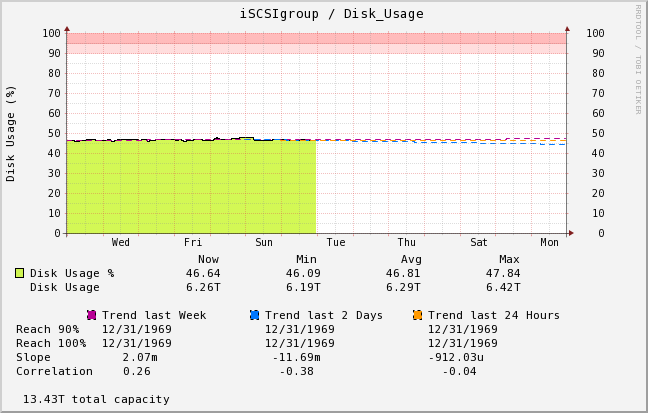 iSCSIgroup / Disk_Usage
RRDTOOL / TOBI OETIKER
Disk Usage (%)
100 100
90 90
80 80
70 70
60 60
50 50
40 40
30 30
20 20
10 10
0 0
Wed Fri Sun Tue Thu Sat Mon
Now Min Avg Max
Disk Usage % 46.64 46.09 46.81 47.84
Disk Usage 6.26T 6.19T 6.29T 6.42T
Trend last Week Trend last 2 Days Trend last 24 Hours
Reach 90% 12/31/1969 12/31/1969 12/31/1969
Reach 100% 12/31/1969 12/31/1969 12/31/1969
Slope 2.07m -11.69m -912.03u
Correlation 0.26 -0.38 -0.04
13.43T total capacity